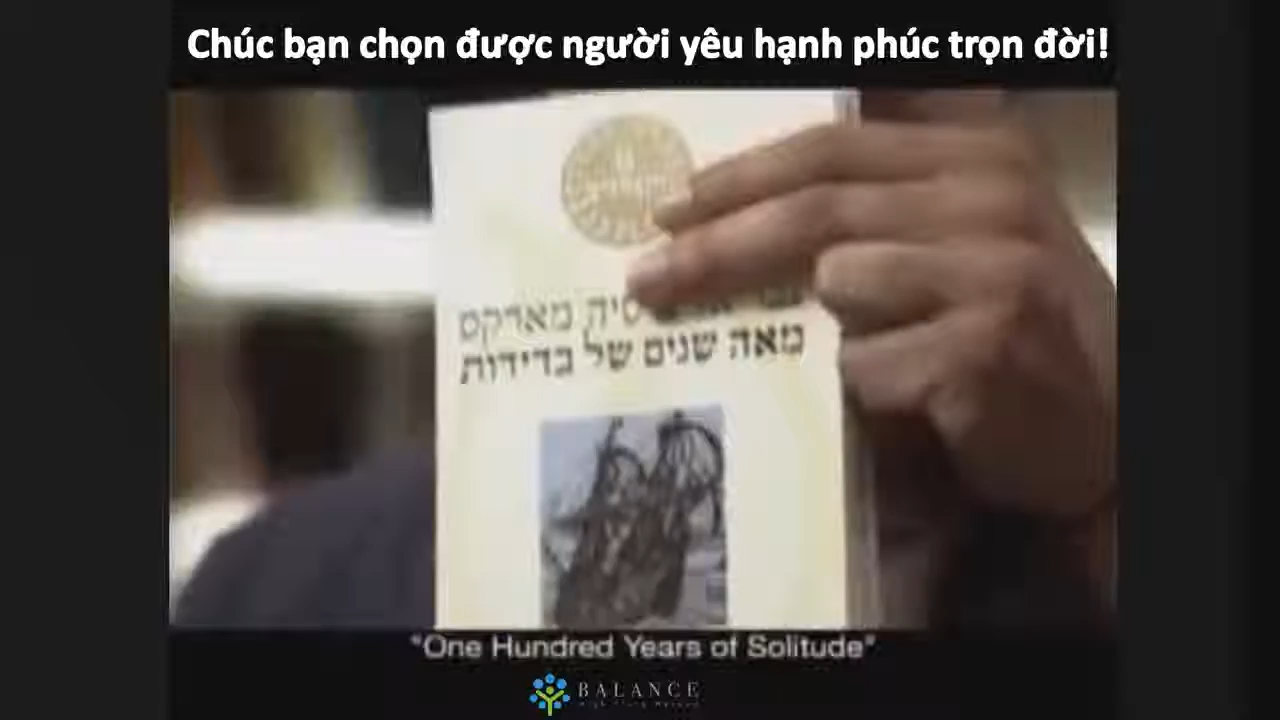 Chúc bạn chọn được người yêu hạnh phúc trọn đời!
מארקס
מאה שנים של בדידות
"One Hundred Years of Solitude"
BALANCE